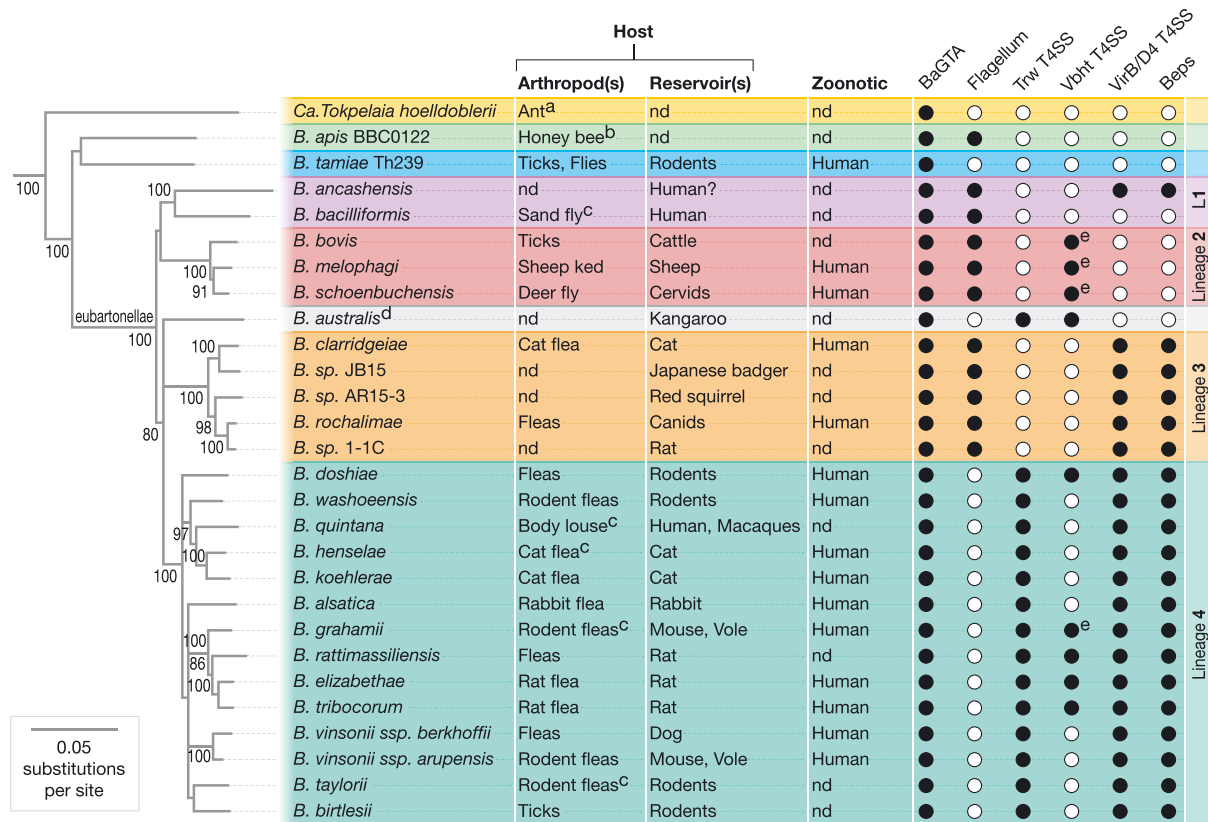 Host
Arthropod(s) Reservoir(s) Zoonotic BaGTA Flagellum Trw T4SS Vbht T4SS VirB/D4 T4SS Beps
Ca.Tokpelaia hoelldoblerii Ant^a nd nd
B. apis BBC0122 Honey bee^b nd nd
B. tamiae Th239 Ticks, Flies Rodents Human
100
100 B. ancashensis nd Human? nd
B. bacilliformis Sand fly^c Human nd
L1
100
B. bovis Ticks Cattle nd e
100 B. melophagi Sheep ked Sheep Human e
91 B. schoenbuchensis Deer fly Cervids Human e
Lineage 2
eubartonellae
B. australis^d nd Kangaroo nd
100
100 B. clarridgeiae Cat flea Cat Human
B. sp. JB15 nd Japanese badger nd
100 B. sp. AR15-3 nd Red squirrel nd
98 B. rochalimae Fleas Canids Human
80
100 B. sp. 1-1C nd Rat nd
Lineage 3
B. doshiae Fleas Rodents Human
B. washoeensis Rodent fleas Rodents Human
97 B. quintana Body louse^c Human, Macaques nd
100 B. henselae Cat flea^c Cat Human
100 B. koehlerae Cat flea Cat Human
B. alsatica Rabbit flea Rabbit Human
100 B. grahamii Rodent fleas^c Mouse, Vole Human e
86 B. rattimassiliensis Fleas Rat nd
100 B. elizabethae Rat flea Rat Human
B. tribocorum Rat flea Rat Human
B. vinsonii ssp. berkhoffii Fleas Dog Human
100 B. vinsonii ssp. arupensis Rodent fleas Mouse, Vole Human
B. taylorii Rodent fleas^c Rodents nd
B. birtlesii Ticks Rodents nd
Lineage 4
0.05
substitutions
per site